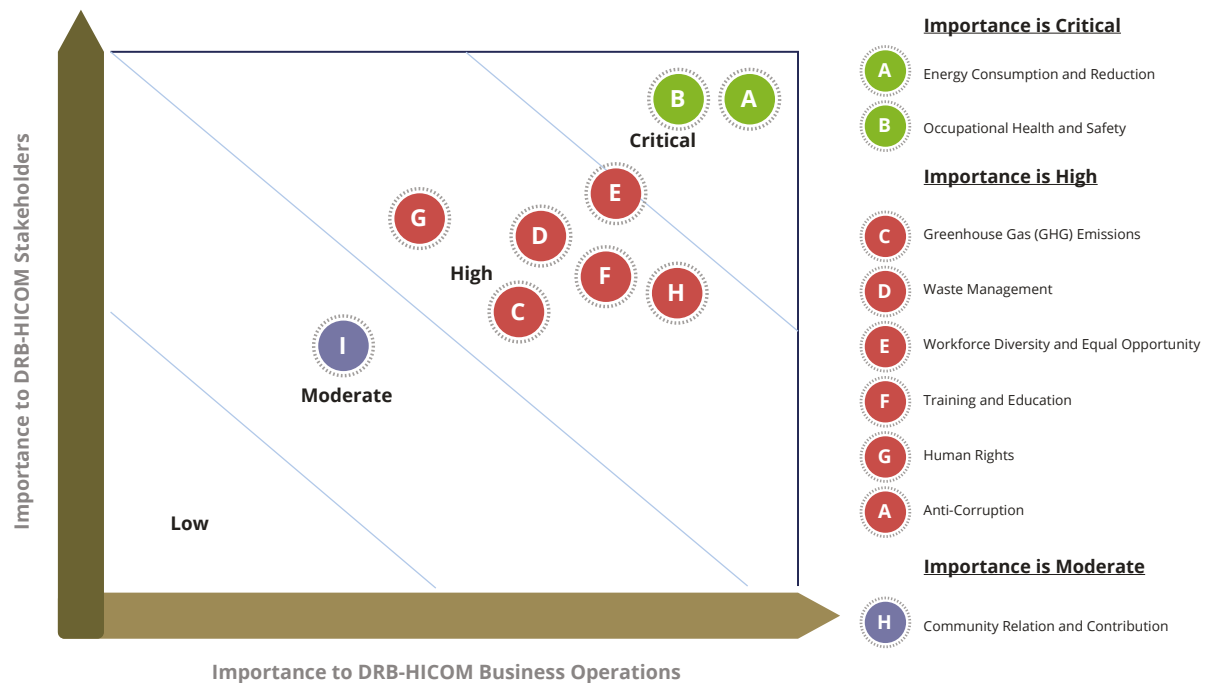 Importance to DRB-HICOM Stakeholders
B
A
Critical
E
G
D
High
F
H
C
I
Moderate
Low
Importance to DRB-HICOM Business Operations
Importance is Critical
A Energy Consumption and Reduction
B Occupational Health and Safety
Importance is High
C Greenhouse Gas (GHG) Emissions
D Waste Management
E Workforce Diversity and Equal Opportunity
F Training and Education
G Human Rights
A Anti-Corruption
Importance is Moderate
H Community Relation and Contribution